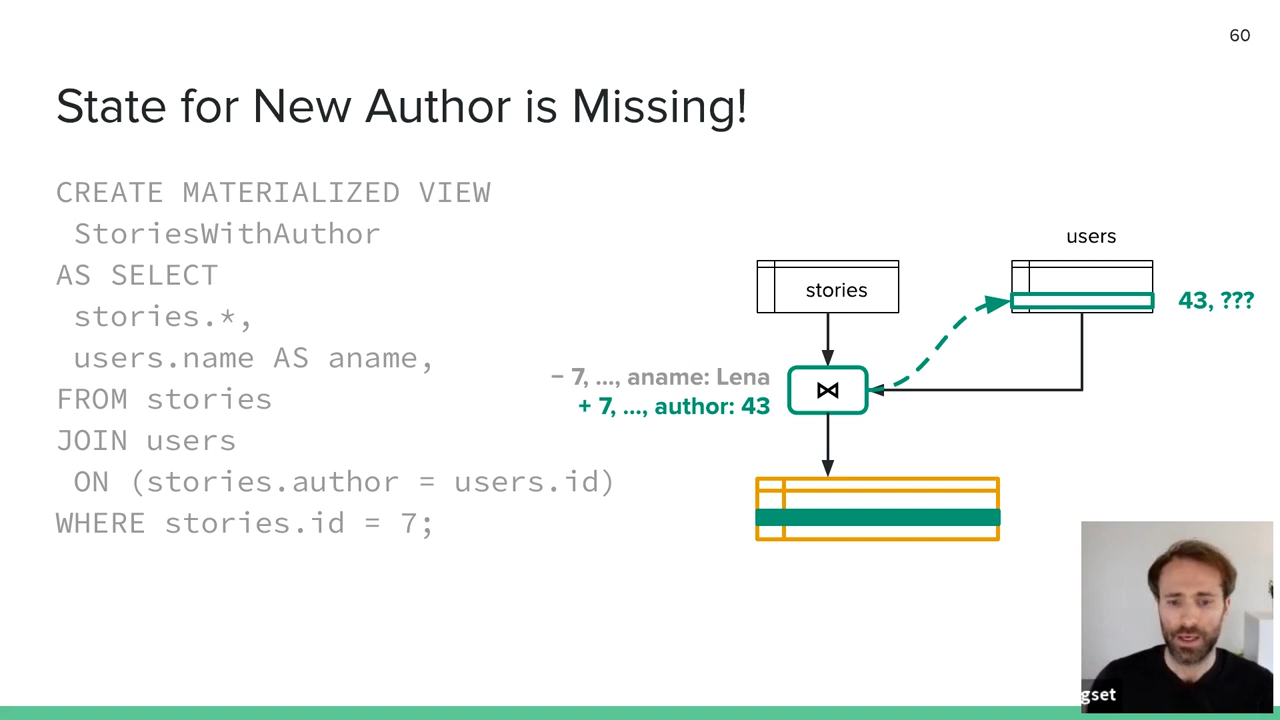 60
State for New Author is Missing!
CREATE MATERIALIZED VIEW
StoriesWithAuthor
AS SELECT
stories.*,
users.name AS aname,
FROM stories
JOIN users
ON (stories.author = users.id)
WHERE stories.id = 7;
users
stories
43, ???
− 7, ..., aname: Lena
+ 7, ..., author: 43
⋈
gset